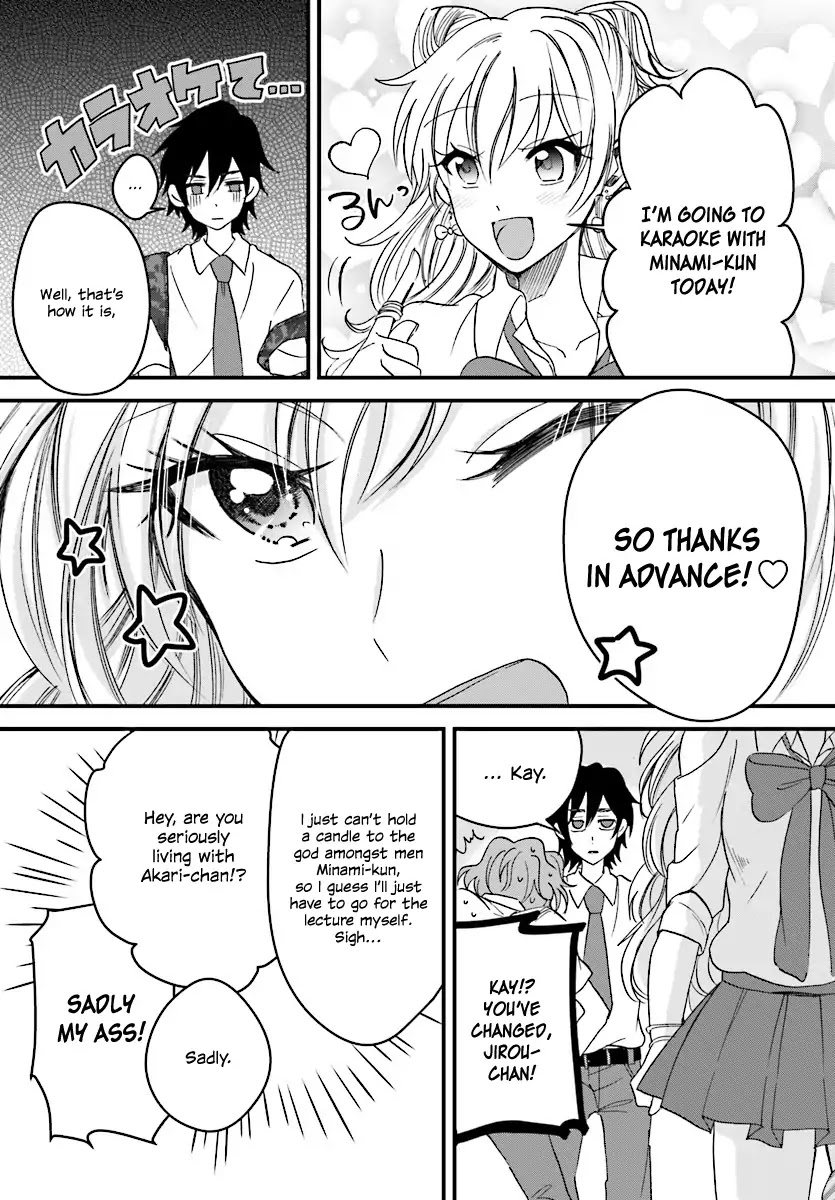 I'M GOING TO
KARAOKE WITH
MINAMI-KUN
TODAY!
るんっ
カラオケて...
...
Well, that's
how it is,
SO THANKS
IN ADVANCE! ♡
... Kay.
KAY!?
YOU'VE
CHANGED,
JIROU-
CHAN!
I just can't hold
a candle to the
god amongst men
Minami-kun,
so I guess I'll just
have to go for the
lecture myself.
Sigh...
Hey, are you
seriously
living with
Akari-chan!?
Sadly.
SADLY
MY ASS!